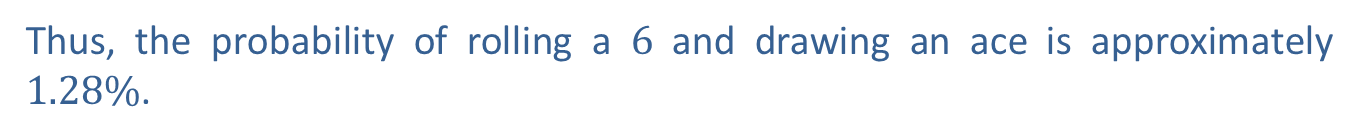 Thus, the probability of rolling a 6 and drawing an ace is approximately
1.28%.